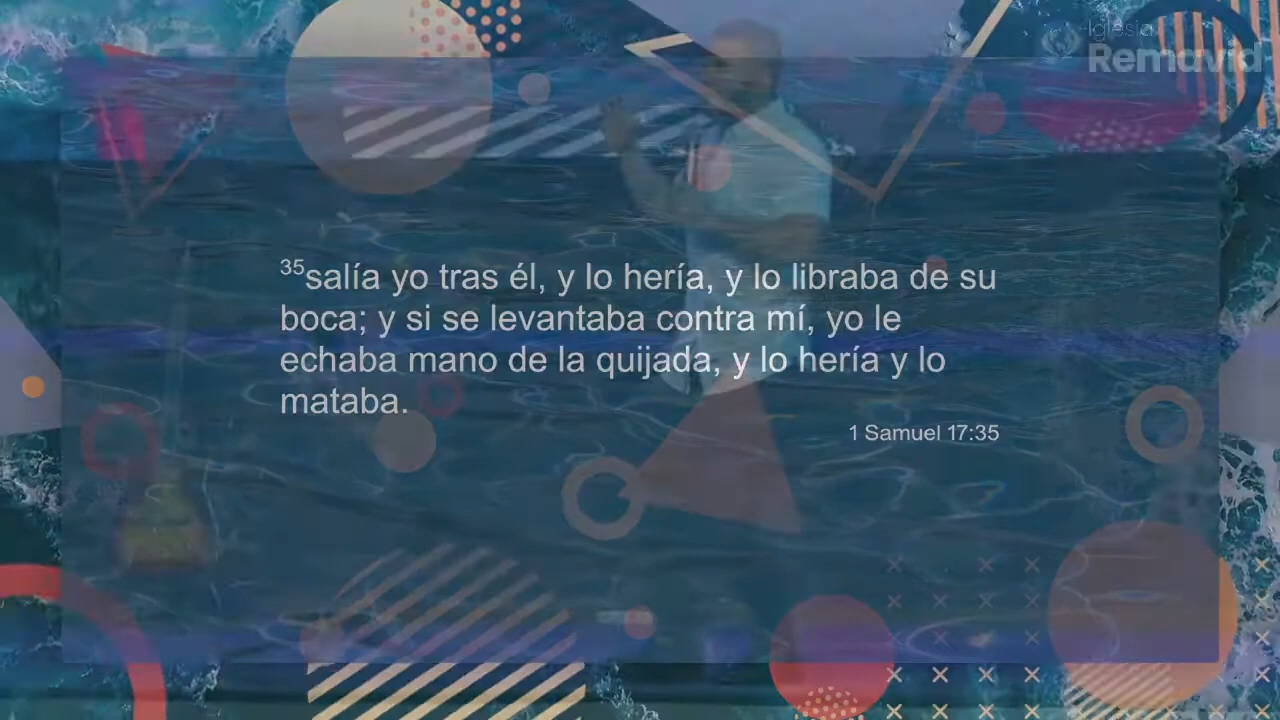 Iglesia
Remavid
35salía yo tras él, y lo hería, y lo libraba de su
boca; y si se levantaba contra mí, yo le
echaba mano de la quijada, y lo hería y lo
mataba.
1 Samuel 17:35